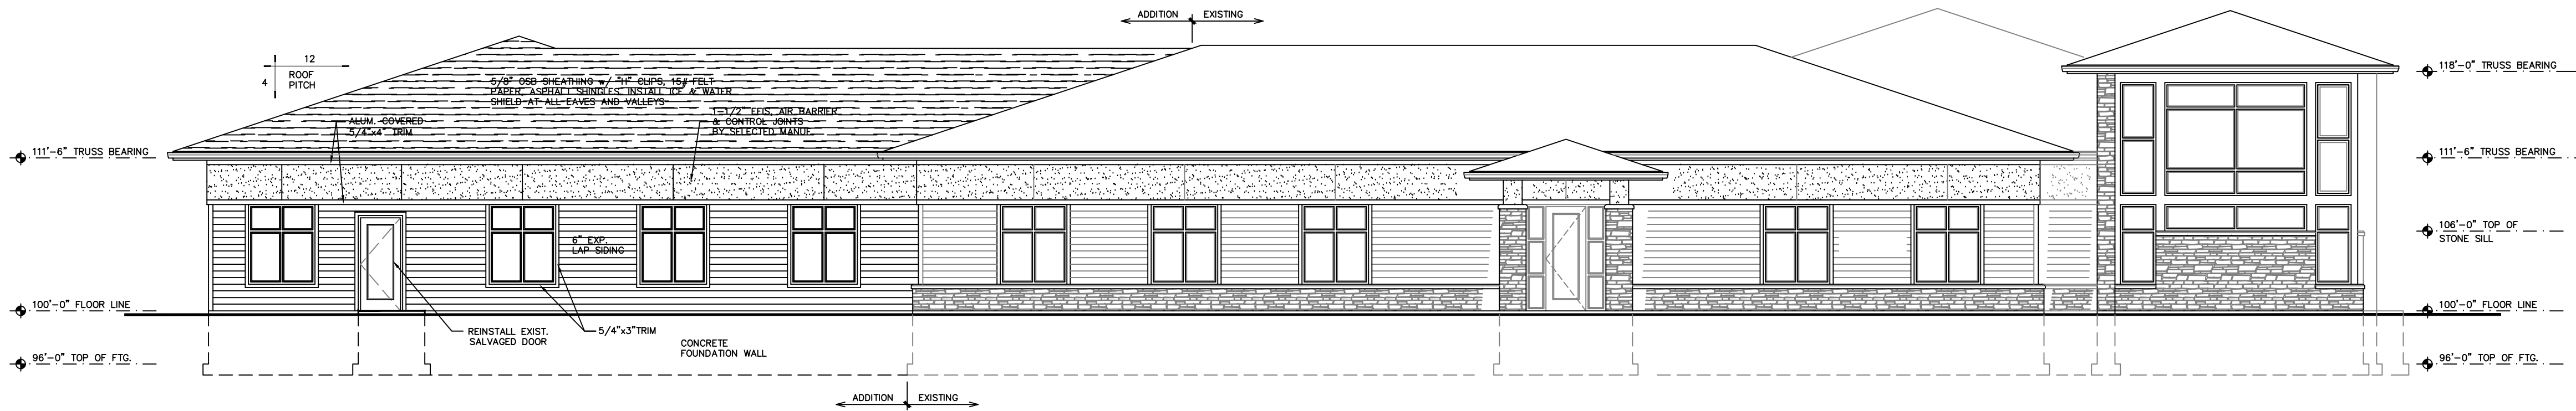 ADDITION EXISTING
12
4
ROOF
PITCH
5/8" OSB SHEATHING w/ "H" CLIPS, 15# FELT
PAPER, ASPHALT SHINGLES. INSTALL ICE & WATER
SHIELD AT ALL EAVES AND VALLEYS
ALUM. COVERED
5/4"x4" TRIM
1-1/2" EFIS, AIR BARRIER
& CONTROL JOINTS
BY SELECTED MANUF.
118'-0" TRUSS BEARING
111'-6" TRUSS BEARING
111'-6" TRUSS BEARING
6" EXP.
LAP SIDING
106'-0" TOP OF
STONE SILL
100'-0" FLOOR LINE
100'-0" FLOOR LINE
REINSTALL EXIST.
SALVAGED DOOR
5/4"x3"TRIM
CONCRETE
FOUNDATION WALL
96'-0" TOP OF FTG.
96'-0" TOP OF FTG.
ADDITION EXISTING